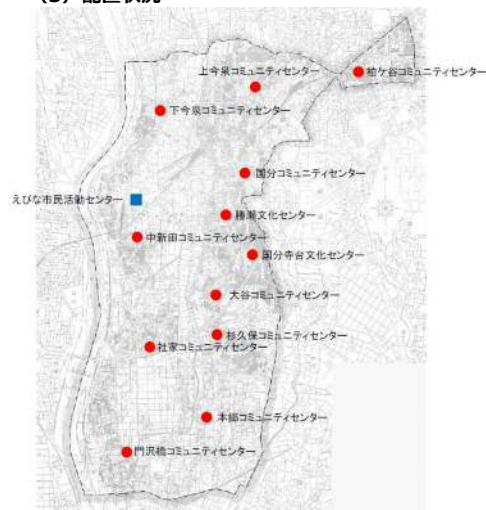 （3）配置状況
上今泉コミュニティセンター
柏ケ谷コミュニティセンター
下今泉コミュニティセンター
国分コミュニティセンター
えびな市民活動センター
勝瀬文化センター
中新田コミュニティセンター
国分寺台文化センター
大谷コミュニティセンター
杉久保コミュニティセンター
社家コミュニティセンター
本郷コミュニティセンター
門沢橋コミュニティセンター